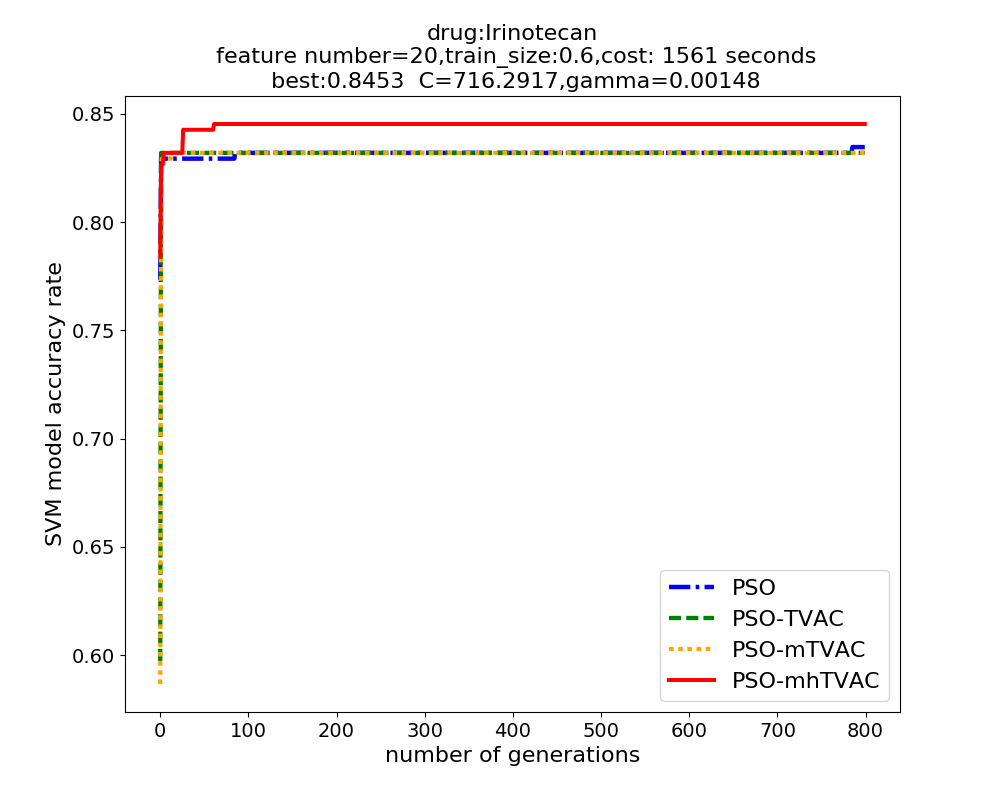 drug:Irinotecan
feature number=20,train_size:0.6,cost: 1561 seconds
best:0.8453  C=716.2917,gamma=0.00148
SVM model accuracy rate
0.85
0.80
0.75
0.70
0.65
0.60
PSO
PSO-TVAC
PSO-mTVAC
PSO-mhTVAC
0 100 200 300 400 500 600 700 800
number of generations